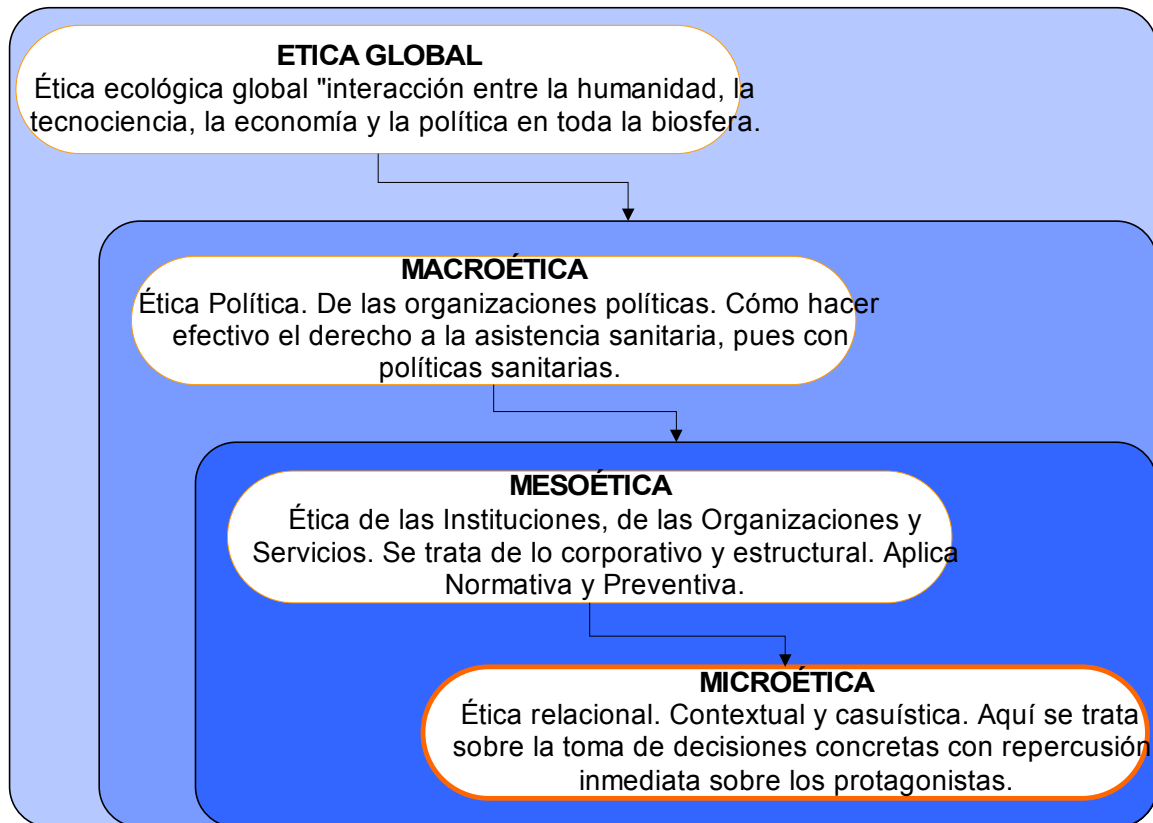 ETICA GLOBAL
Ética ecológica global "interacción entre la humanidad, la
tecnociencia, la economía y la política en toda la biosfera.
MACROÉTICA
Ética Política. De las organizaciones políticas. Cómo hacer
efectivo el derecho a la asistencia sanitaria, pues con
políticas sanitarias.
MESOÉTICA
Ética de las Instituciones, de las Organizaciones y
Servicios. Se trata de lo corporativo y estructural. Aplica
Normativa y Preventiva.
MICROÉTICA
Ética relacional. Contextual y casuística. Aquí se trata
sobre la toma de decisiones concretas con repercusión
inmediata sobre los protagonistas.